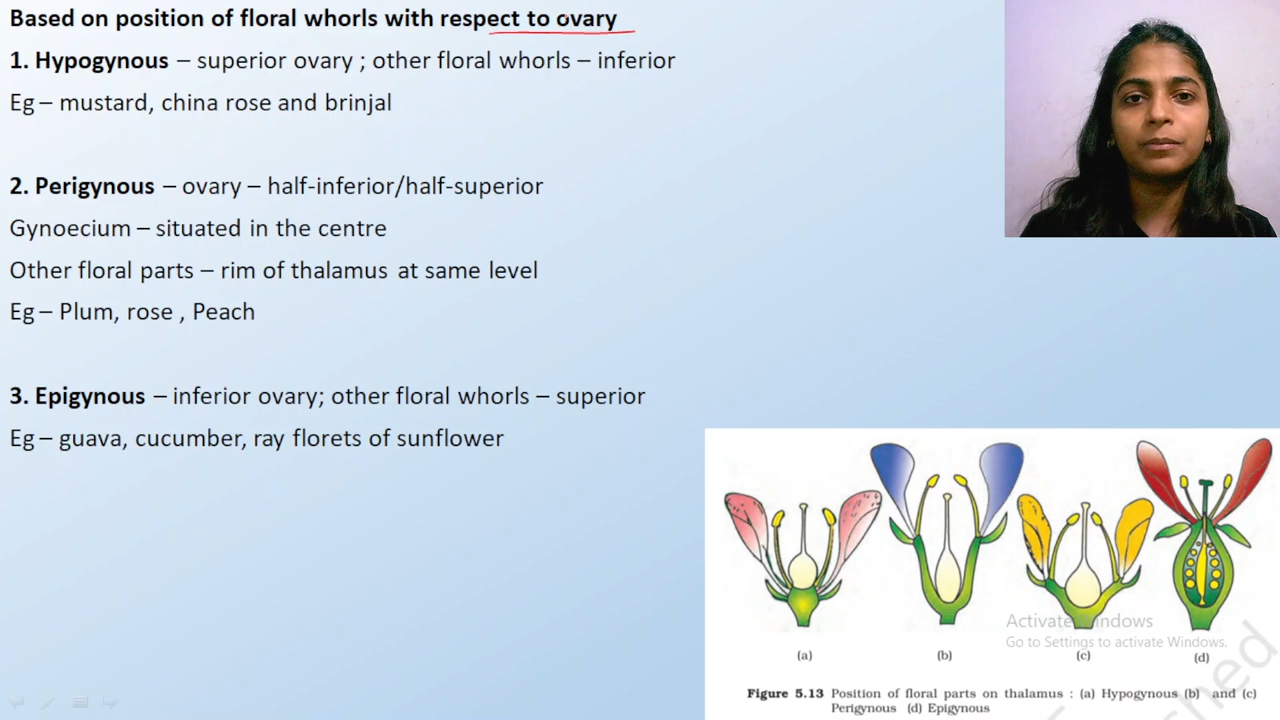 Based on position of floral whorls with respect to ovary
1. Hypogynous – superior ovary ; other floral whorls – inferior
Eg – mustard, china rose and brinjal
2. Perigynous – ovary – half-inferior/half-superior
Gynoecium – situated in the centre
Other floral parts – rim of thalamus at same level
Eg – Plum, rose , Peach
3. Epigynous – inferior ovary; other floral whorls – superior
Eg – guava, cucumber, ray florets of sunflower
Activate Windows
Go to Settings to activate Windows.
(a) (b) (c) (d)
Figure 5.13 Position of floral parts on thalamus : (a) Hypogynous (b) and (c)
Perigynous (d) Epigynous